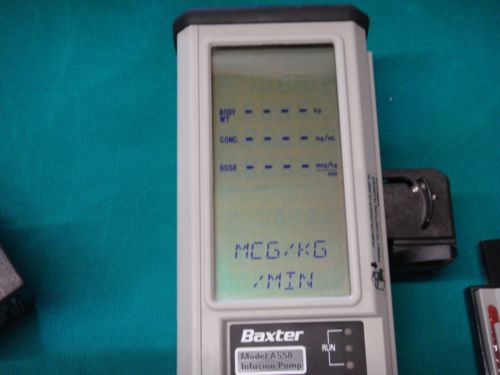 BODY WT - - - - kg
CONC - - - - mg/mL
DOSE - - - - mcg/kg/min
MCG/KG
/MIN
Baxter
Model AS50
Infusion Pump
RUN